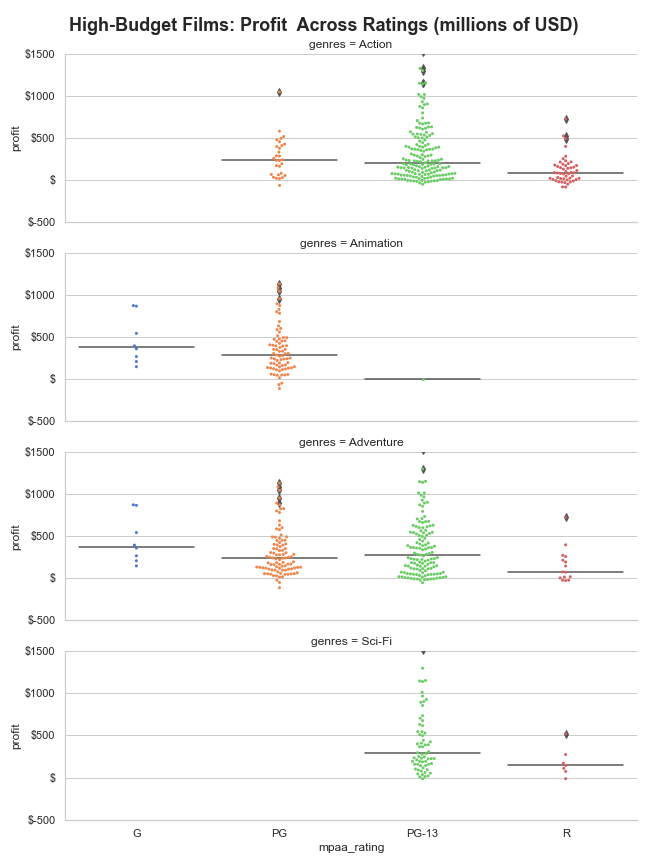 High-Budget Films: Profit  Across Ratings (millions of USD)
genres = Action
$1500
$1000
$500
$
$-500
profit
genres = Animation
$1500
$1000
$500
$
$-500
profit
genres = Adventure
$1500
$1000
$500
$
$-500
profit
genres = Sci-Fi
$1500
$1000
$500
$
$-500
profit
G PG PG-13 R
mpaa_rating